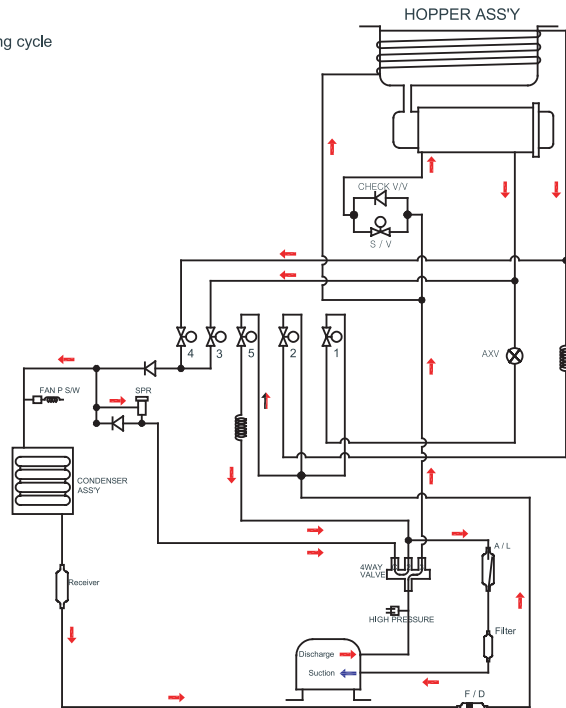 HOPPER ASS'Y
ng cycle
CHECK V/V
S / V
4
3
5
2
1
AXV
FAN P S/W
SPR
CONDENSER
ASS'Y
A / L
4WAY
VALVE
Receiver
HIGH PRESSURE
Filter
Discharge
Suction
F / D